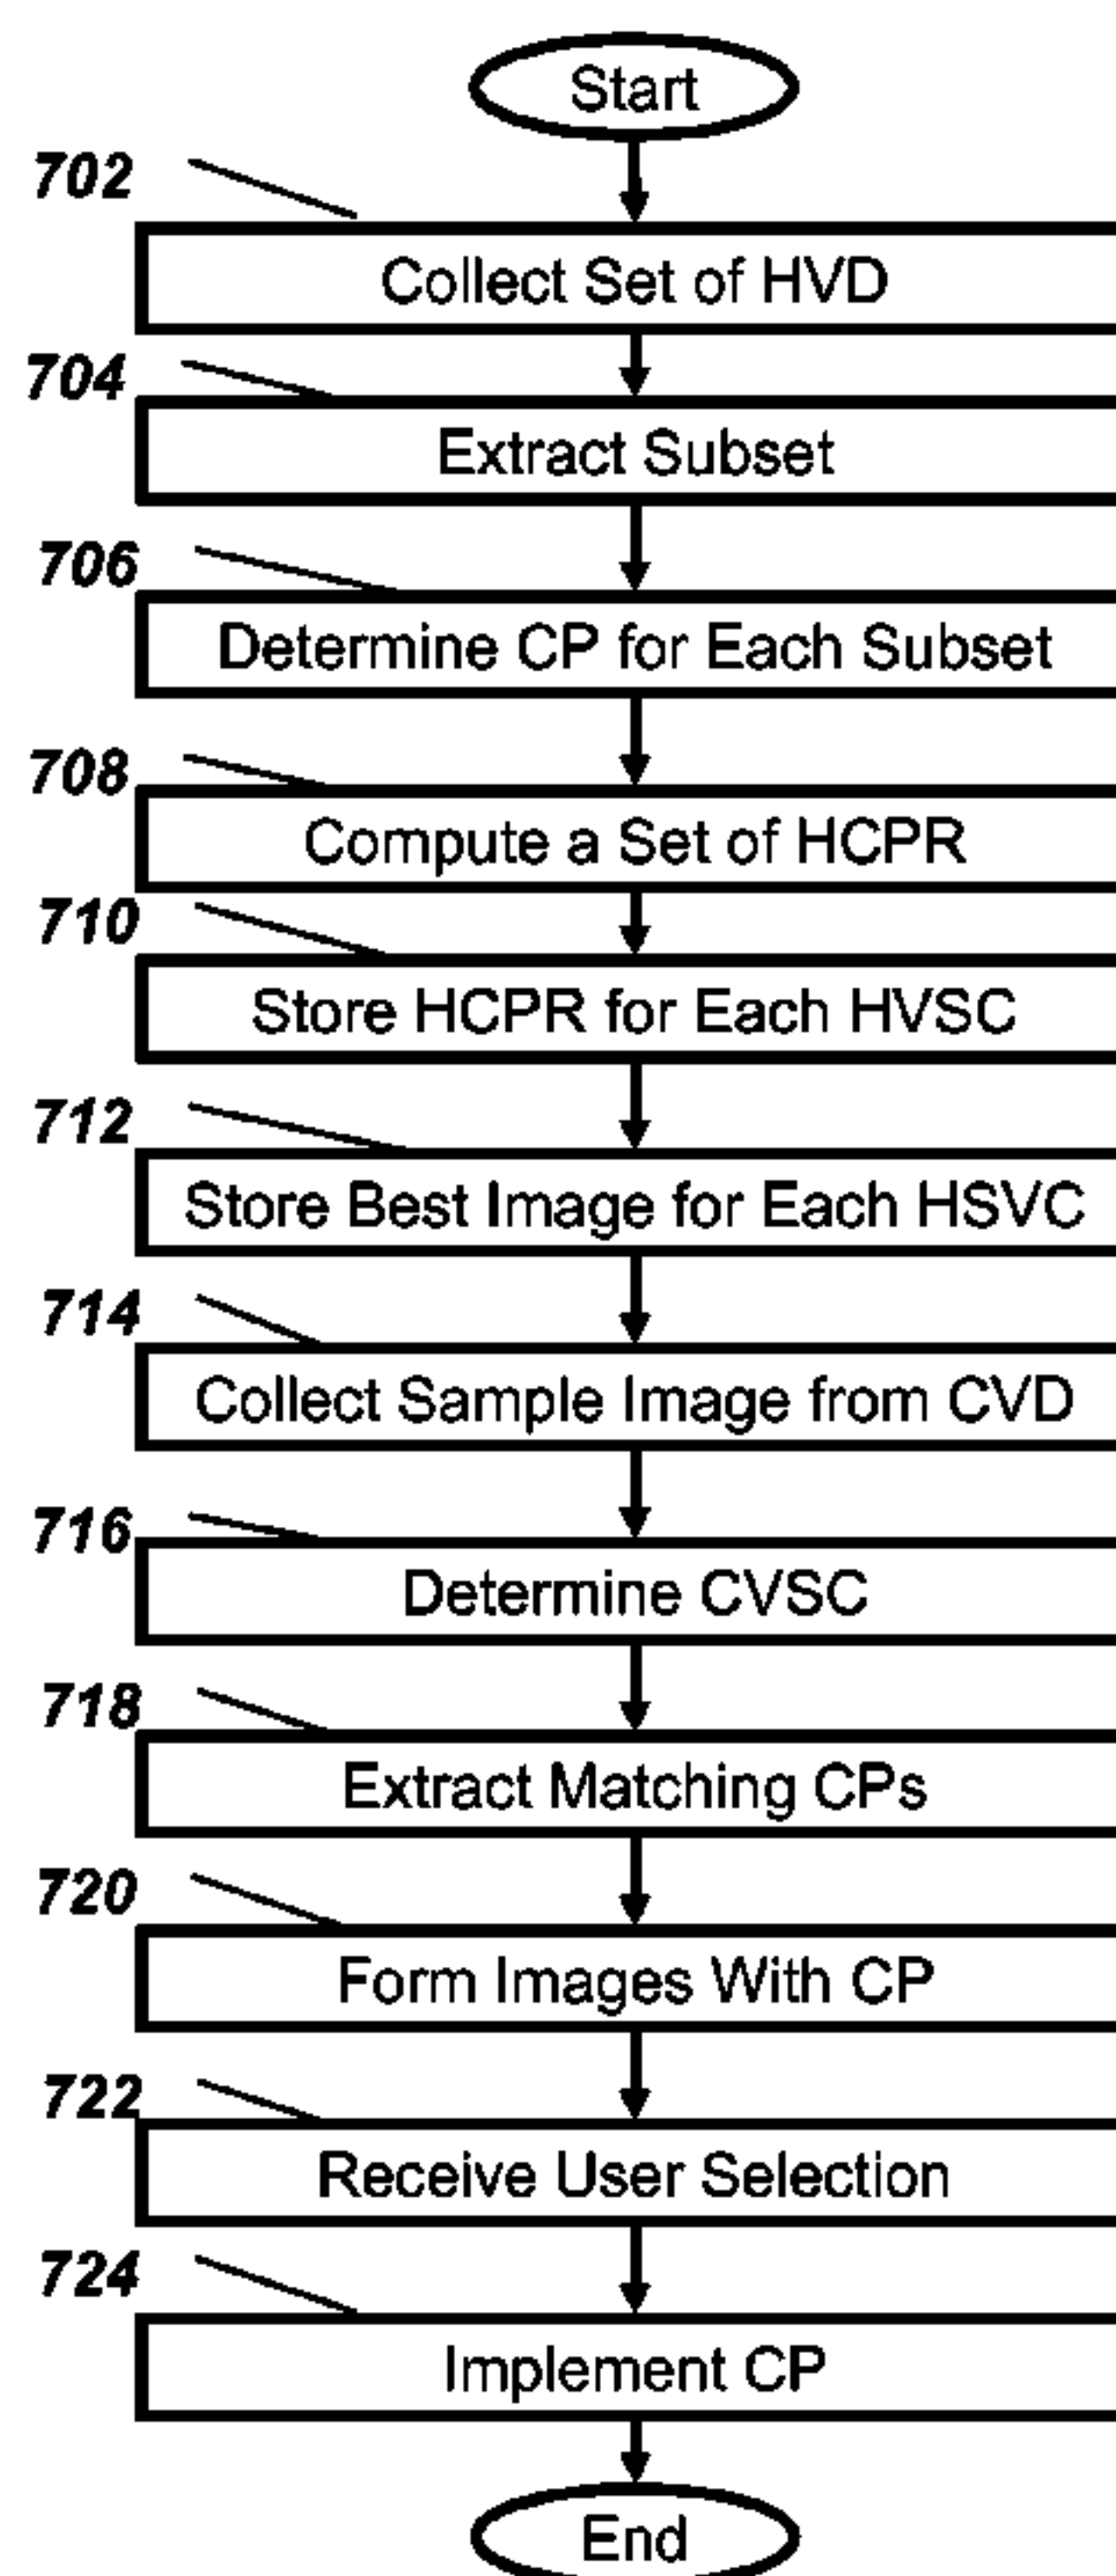 Start
702
Collect Set of HVD
704
Extract Subset
706
Determine CP for Each Subset
708
Compute a Set of HCPR
710
Store HCPR for Each HVSC
712
Store Best Image for Each HSVC
714
Collect Sample Image from CVD
716
Determine CVSC
718
Extract Matching CPs
720
Form Images With CP
722
Receive User Selection
724
Implement CP
End